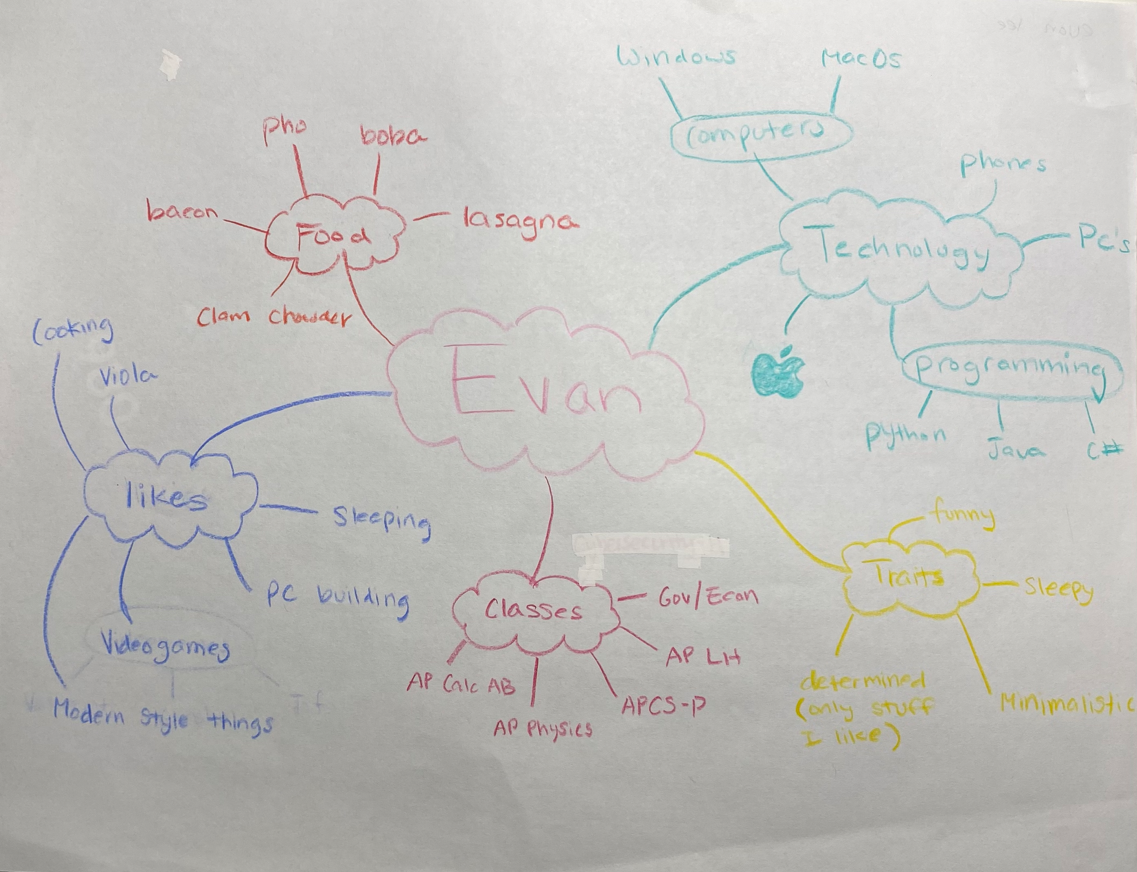 Windows
MacOS
Computers
phones
Technology
Pc's
programming
python
Java
C#
pho
boba
bacon
lasagna
Food
Clam chowder
Evan
Cooking
Viola
likes
Sleeping
PC building
Videogames
Modern Style things
Classes
Gov/Econ
AP Lit
APCS-P
AP Physics
AP Calc AB
Traits
funny
Sleepy
Minimalistic
determined
(only stuff
I like)